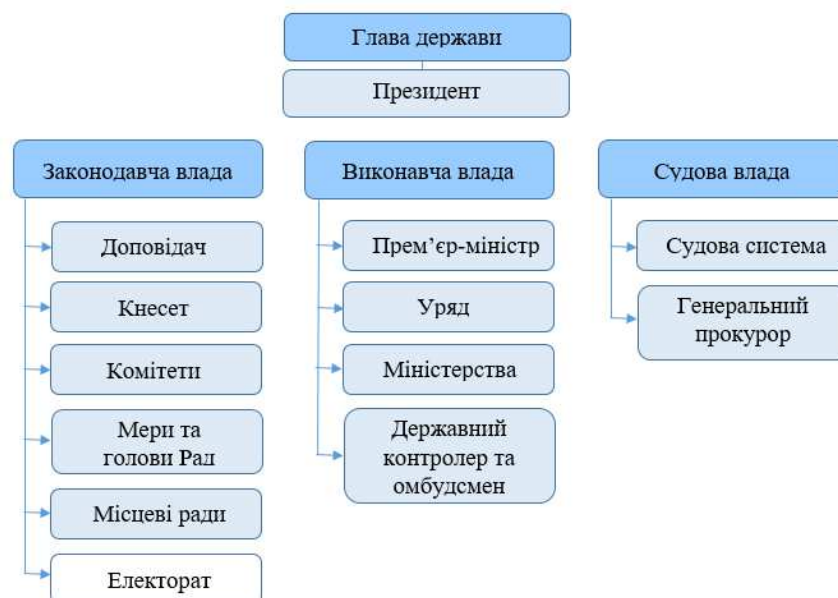 Глава держави
Президент
Законодавча влада
Доповідач
Кнесет
Комітети
Мери та
голови Рад
Місцеві ради
Електорат
Виконавча влада
Прем’єр-міністр
Уряд
Міністерства
Державний
контролер та
омбудсмен
Судова влада
Судова система
Генеральний
прокурор